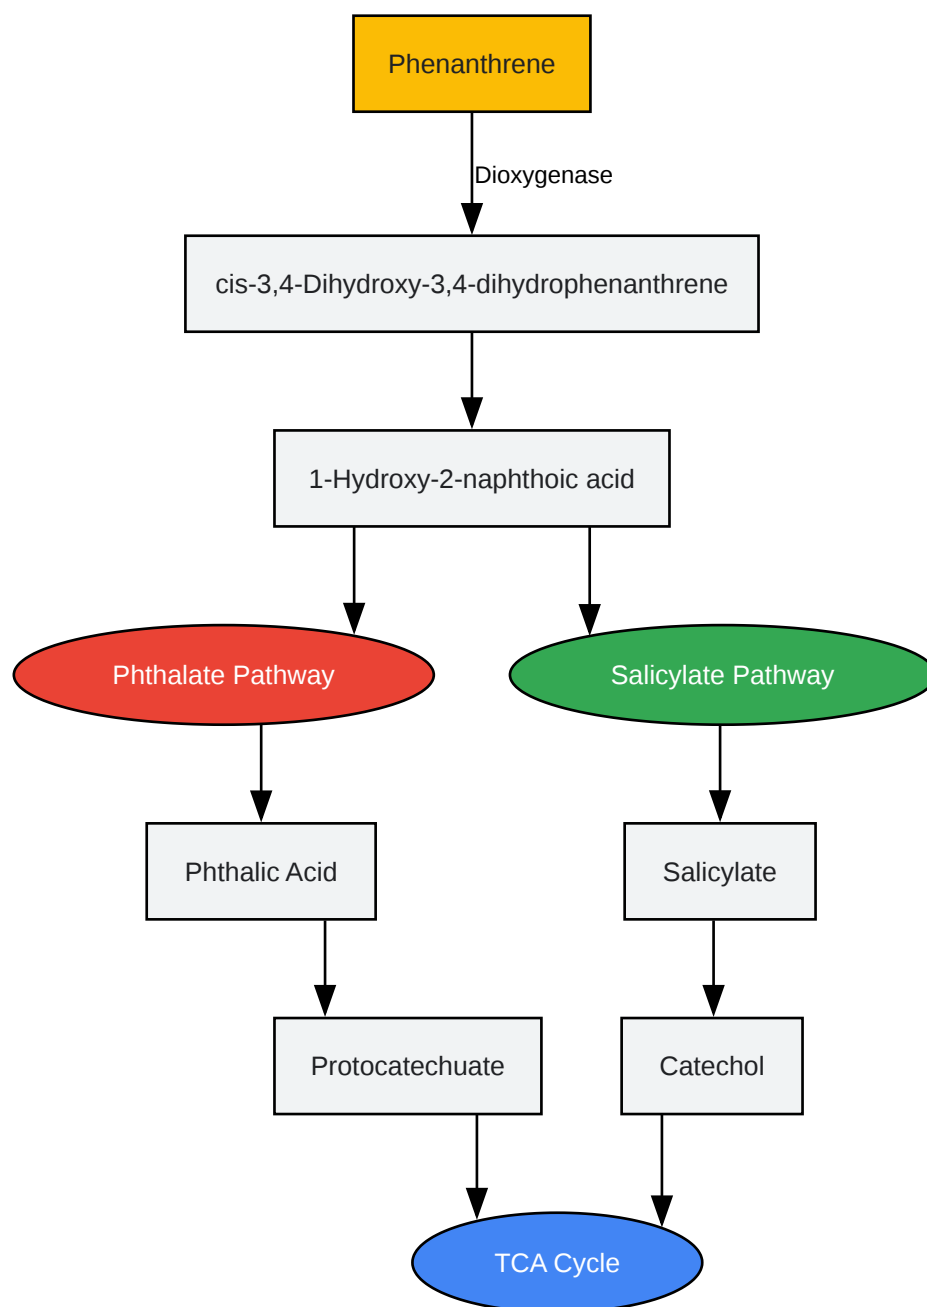 Phenanthrene
Dioxygenase
cis-3,4-Dihydroxy-3,4-dihydrophenanthrene
1-Hydroxy-2-naphthoic acid
Phthalate Pathway
Salicylate Pathway
Phthalic Acid
Salicylate
Protocatechuate
Catechol
TCA Cycle